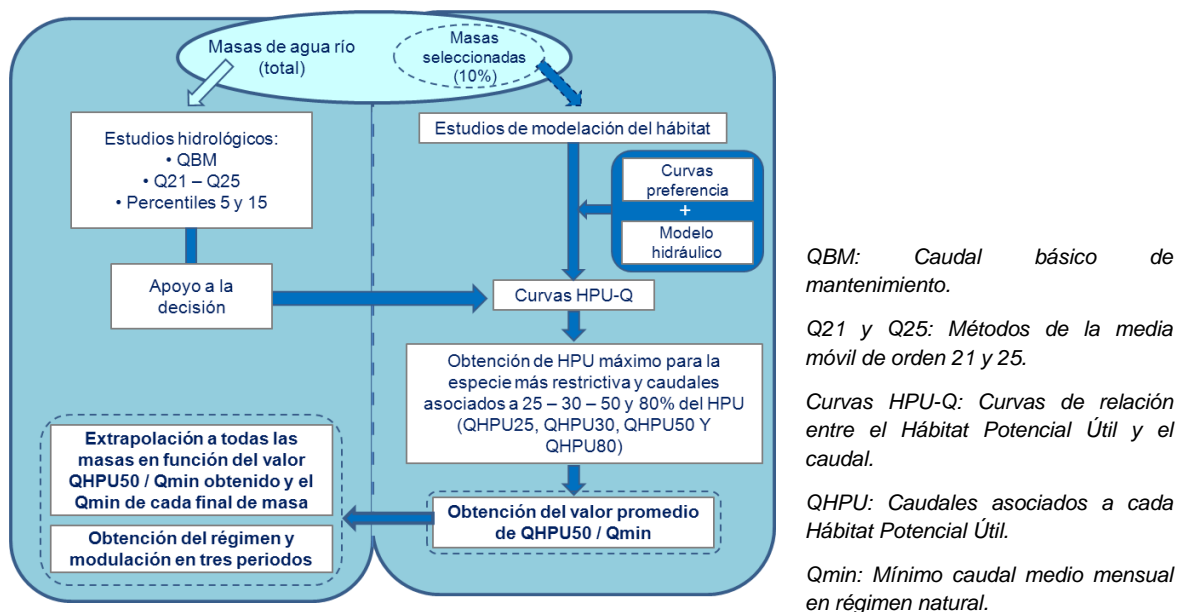 Masas de agua río
(total)
Masas
seleccionadas
(10%)
Estudios hidrológicos:
• QBM
• Q21 – Q25
• Percentiles 5 y 15
Apoyo a la
decisión
Estudios de modelación del hábitat
Curvas
preferencia
+
Modelo
hidráulico
Curvas HPU-Q
Obtención de HPU máximo para la
especie más restrictiva y caudales
asociados a 25 – 30 – 50 y 80% del HPU
(QHPU25, QHPU30, QHPU50 Y
QHPU80)
Obtención del valor promedio
de QHPU50 / Qmin
Extrapolación a todas las
masas en función del valor
QHPU50 / Qmin obtenido y el
Qmin de cada final de masa
Obtención del régimen y
modulación en tres periodos
QBM: Caudal básico de
mantenimiento.
Q21 y Q25: Métodos de la media
móvil de orden 21 y 25.
Curvas HPU-Q: Curvas de relación
entre el Hábitat Potencial Útil y el
caudal.
QHPU: Caudales asociados a cada
Hábitat Potencial Útil.
Qmin: Mínimo caudal medio mensual
en régimen natural.